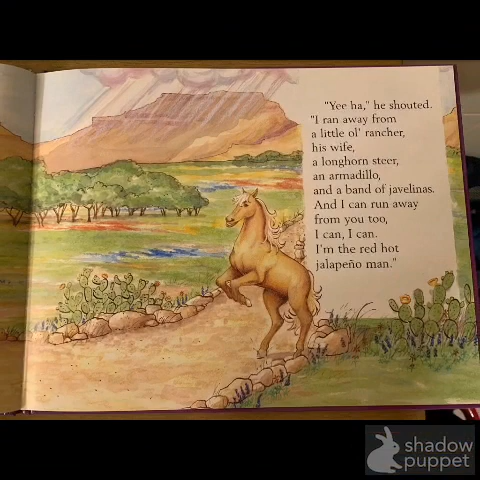 "Yee ha," he shouted.
"I ran away from
a little ol' rancher,
his wife,
a longhorn steer,
an armadillo,
and a band of javelinas.
And I can run away
from you too,
I can, I can.
I'm the red hot
jalapeño man."
shadow
puppet